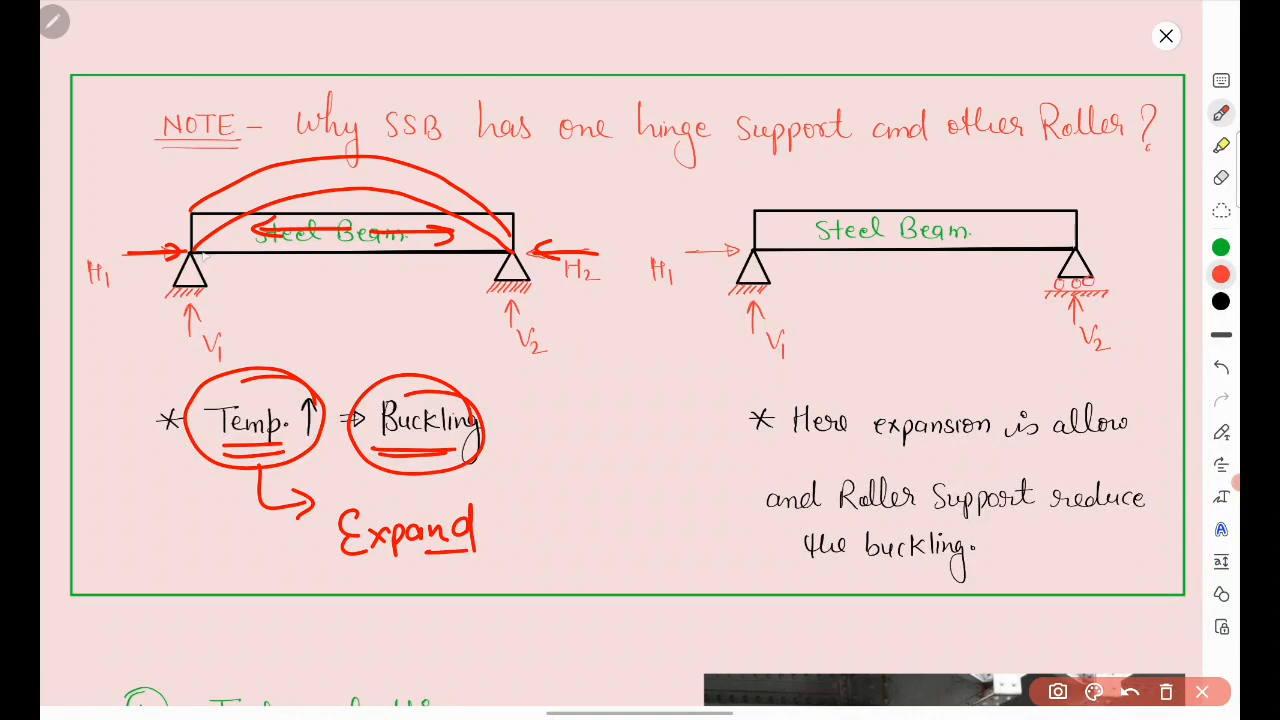 NOTE - Why SSB has one hinge support and other Roller?
Steel Beam.
H1
H2
V1
V2
* Temp. ↑ ⇒ Buckling
Expand
Steel Beam.
H1
V1
V2
* Here expansion is allow
and Roller Support reduce
the buckling.